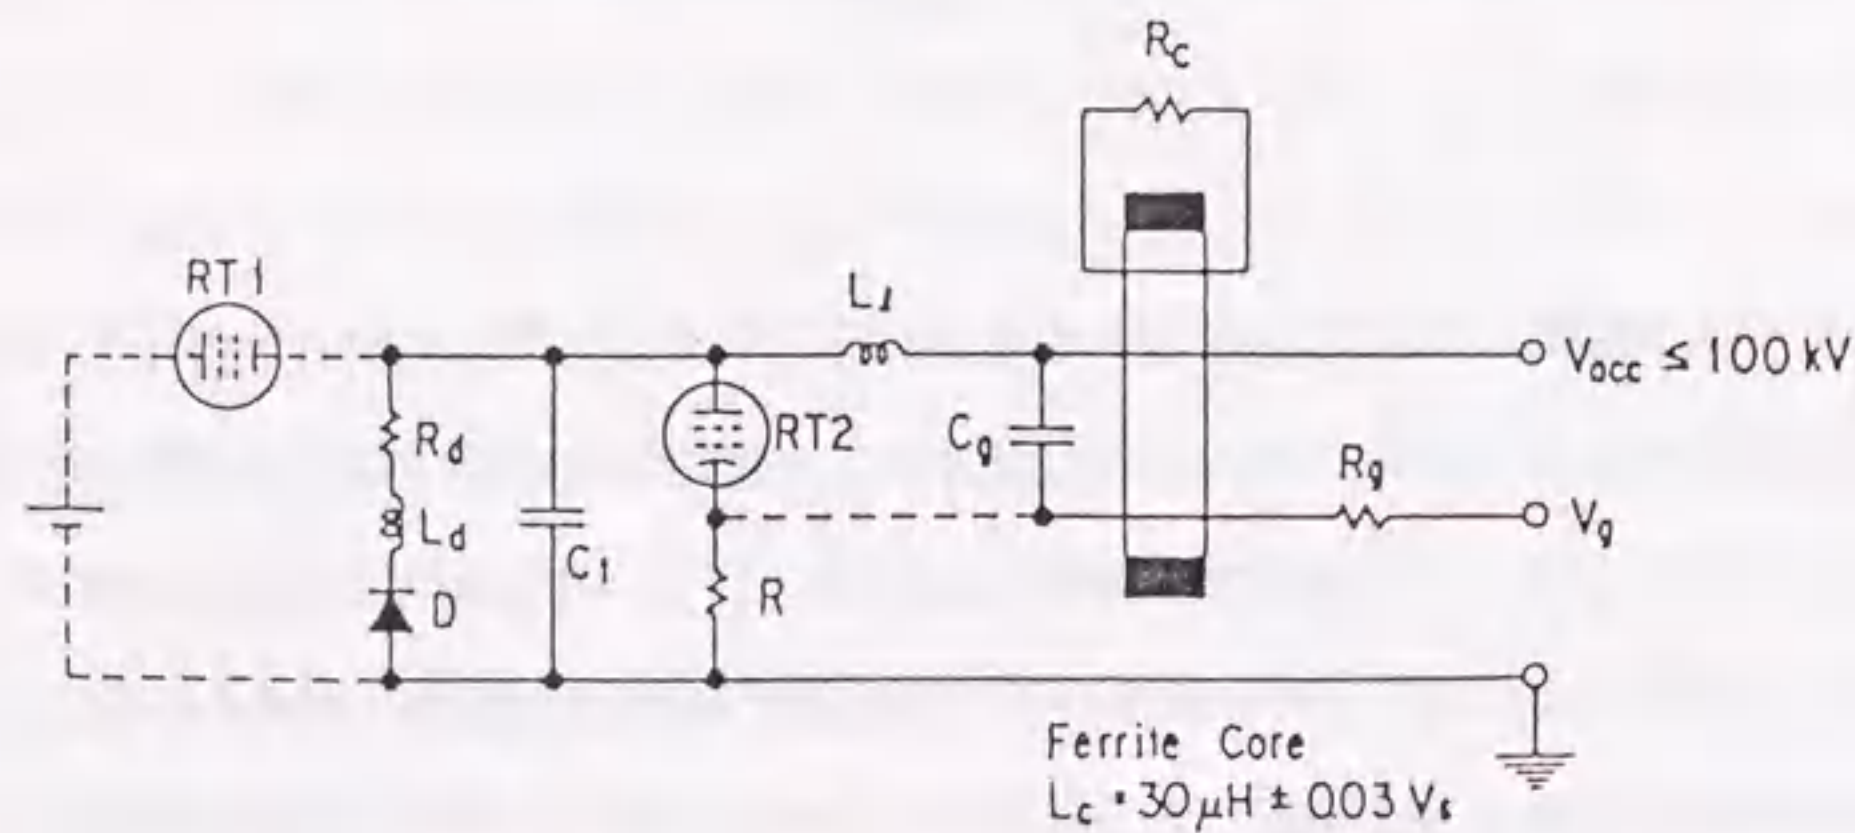 Rc
RT1
L1
Vacc ≤ 100 kV
Rd
RT2
Cg
Rg
Ld
Vg
C1
D
R
Ferrite Core
Lc = 30 µH ± 0.03 Vs